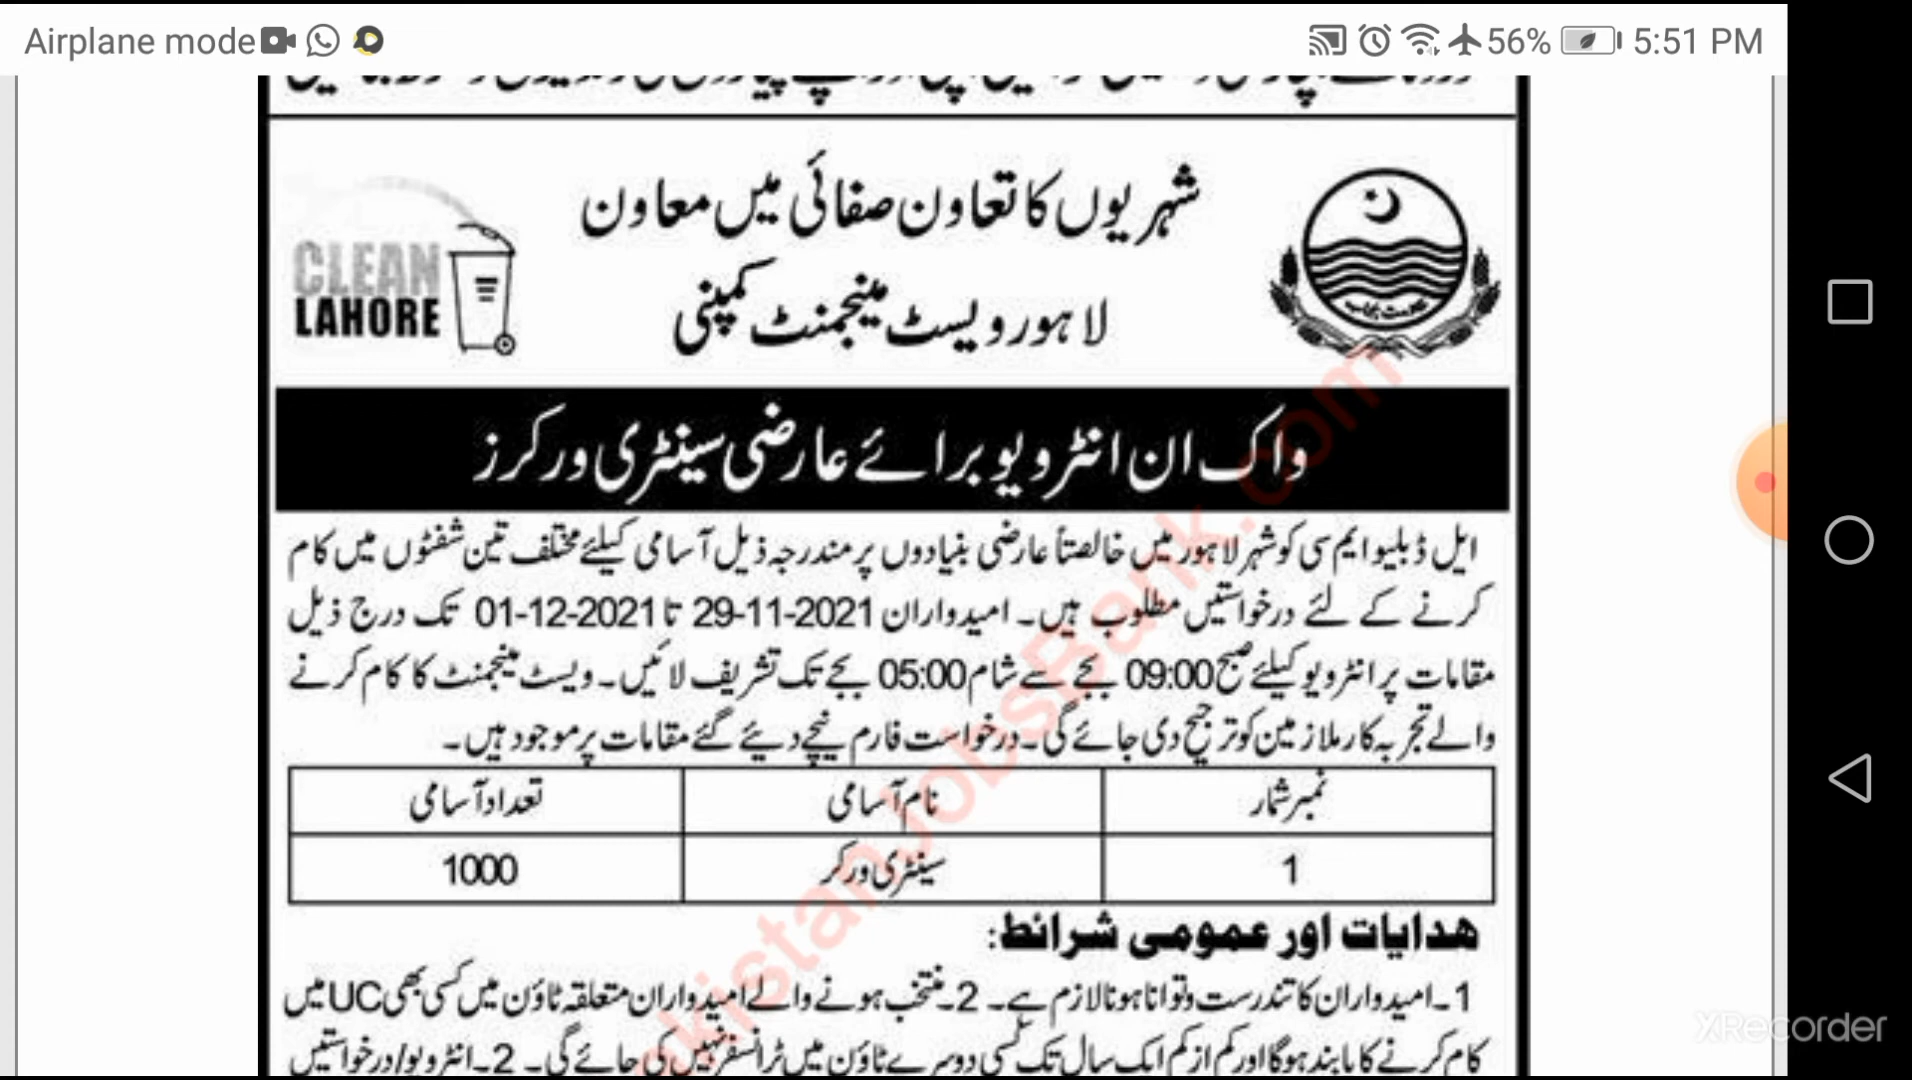 Airplane mode 56% 5:51 PM
شہریوں کا تعاون صفائی میں معاون
CLEAN
LAHORE
لاہور ویسٹ مینجمنٹ کمپنی
واک ان انٹرویو برائے عارضی سینٹری ورکرز
ایل ڈبلیو ایم سی کو شہر لاہور میں خالصتاً عارضی بنیادوں پر مندرجہ ذیل آسامی کیلئے مختلف تین شفٹوں میں کام
کرنے کے لئے درخواستیں مطلوب ہیں۔ امیدواران 29-11-2021 تا 01-12-2021 تک درج ذیل
مقامات پر انٹرویو کیلئے صبح 09:00 بجے سے شام 05:00 بجے تک تشریف لائیں۔ ویسٹ مینجمنٹ کا کام کرنے
والے تجربہ کار ملازمین کو ترجیح دی جائے گی۔ درخواست فارم نیچے دیئے گئے مقامات پر موجود ہیں۔
نمبر شمار نام آسامی تعداد آسامی
1 سینٹری ورکر 1000
ھدایات اور عمومی شرائط:
1۔ امیدواران کا تندرست و توانا ہونا لازم ہے۔ 2۔ منتخب ہونے والے امیدواران متعلقہ ٹاؤن میں کسی بھی UC میں
کام کرنے کا پابند ہوگا اور کم از کم ایک سال تک کسی دوسرے ٹاؤن میں ٹرانسفر نہیں کی جائے گی۔ 2۔ انٹرویو/درخواستیں
akistanJobsBank.com
XRecorder